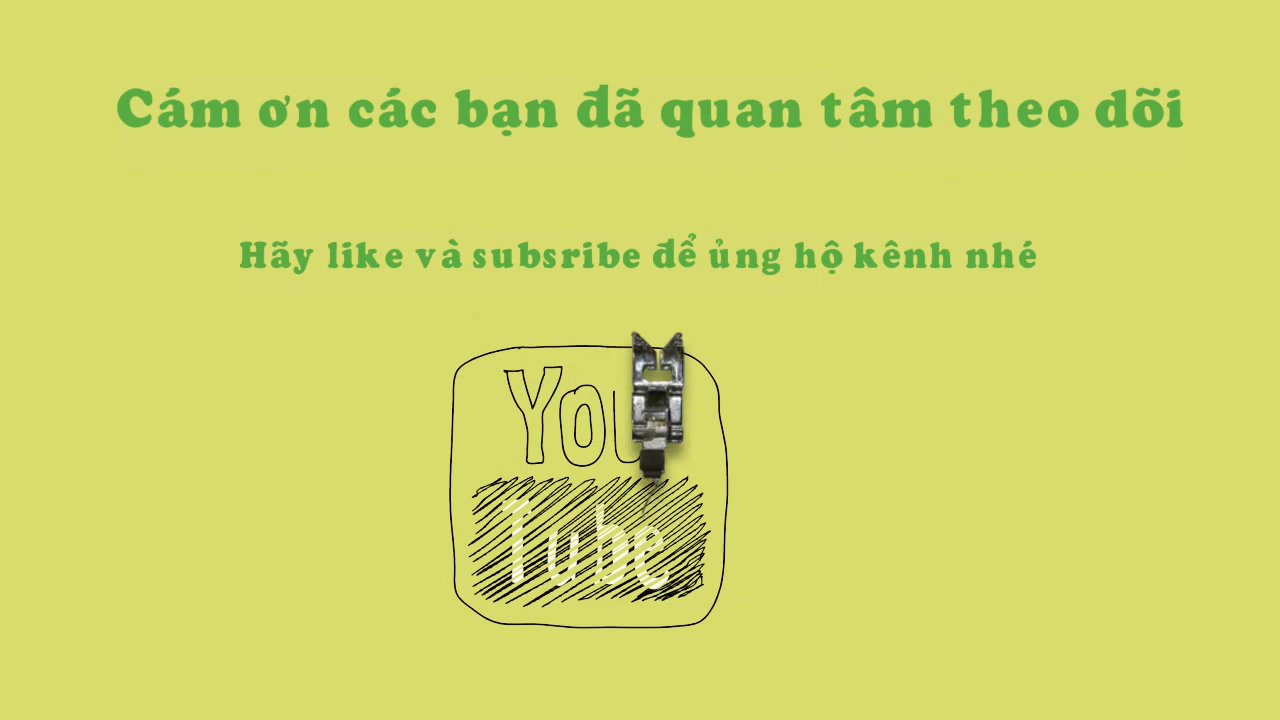 Cám ơn các bạn đã quan tâm theo dõi
Hãy like và subsribe để ủng hộ kênh nhé
You
Tube